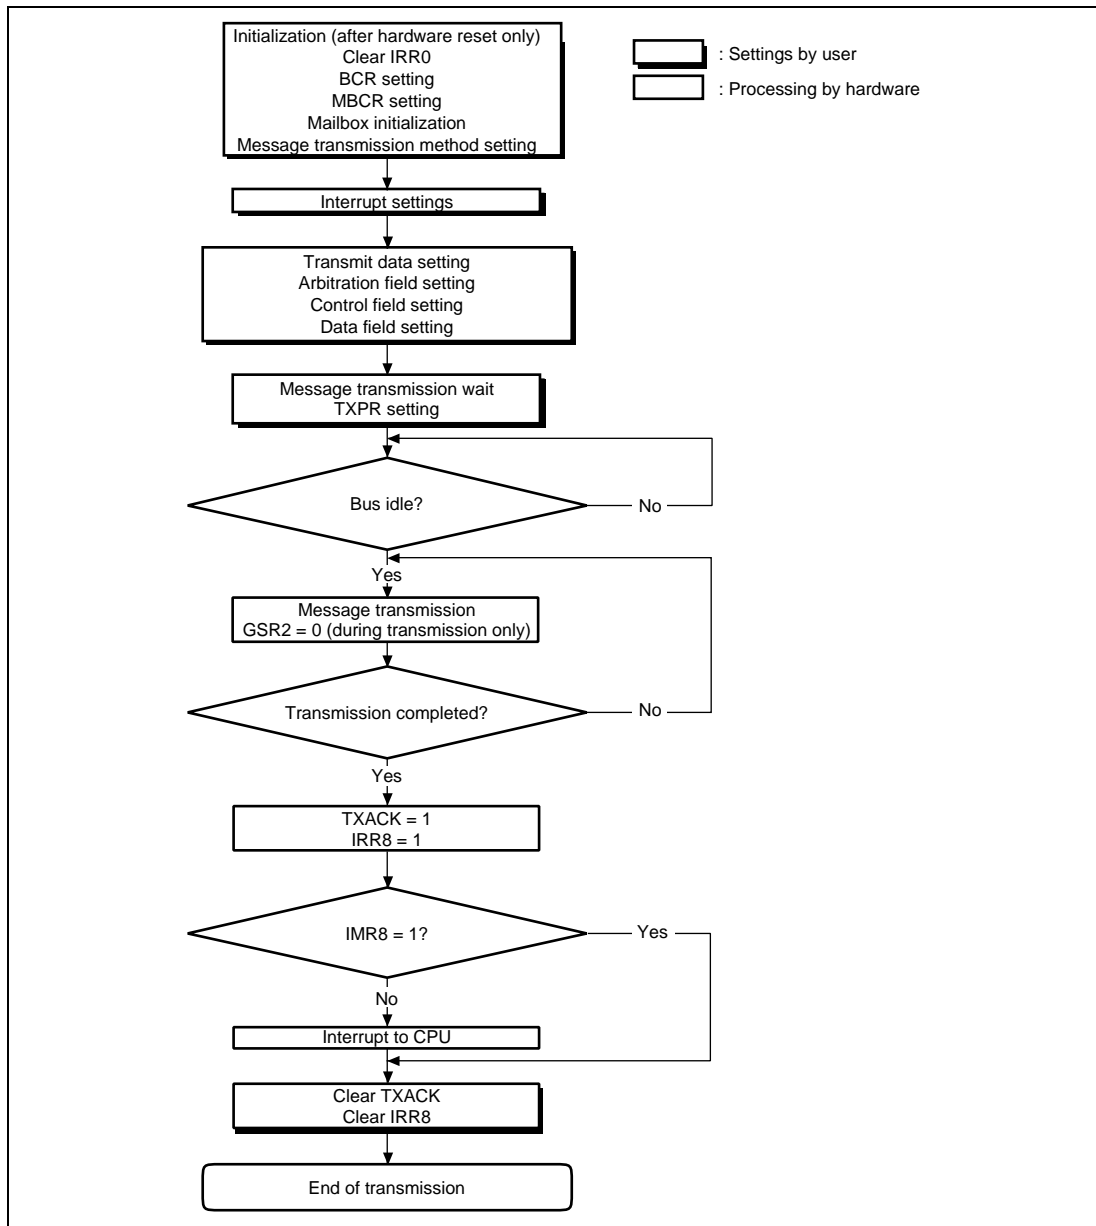 Initialization (after hardware reset only)
Clear IRR0
BCR setting
MBCR setting
Mailbox initialization
Message transmission method setting
: Settings by user
: Processing by hardware
Interrupt settings
Transmit data setting
Arbitration field setting
Control field setting
Data field setting
Message transmission wait
TXPR setting
Bus idle?
No
Yes
Message transmission
GSR2 = 0 (during transmission only)
Transmission completed?
No
Yes
TXACK = 1
IRR8 = 1
IMR8 = 1?
Yes
No
Interrupt to CPU
Clear TXACK
Clear IRR8
End of transmission